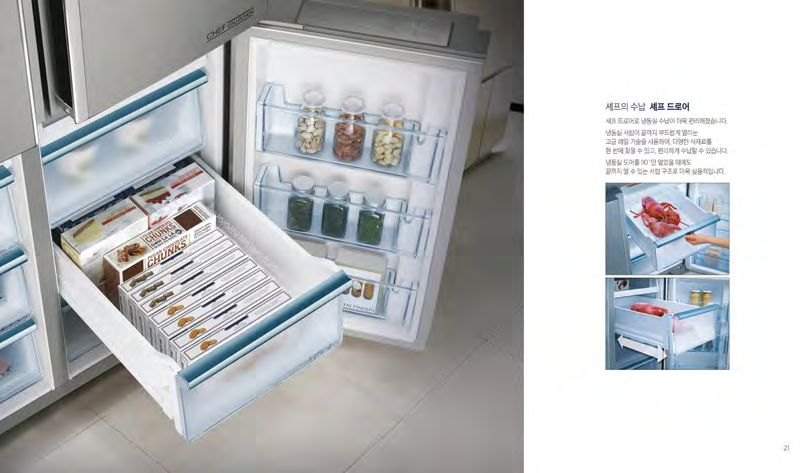 CHEF COLLECTION
CHUNKS
CHUNKS
셰프의 수납 셰프 드로어
셰프 드로어로 냉동실 수납이 더욱 편리해졌습니다.
냉동실 서랍이 끝까지 부드럽게 열리는
고급 레일 기술을 사용하여, 다양한 식재료를
한 번에 찾을 수 있고, 편리하게 수납할 수 있습니다.
냉동실 도어를 90°만 열었을 때에도
끝까지 열 수 있는 서랍 구조로 더욱 실용적입니다.
21